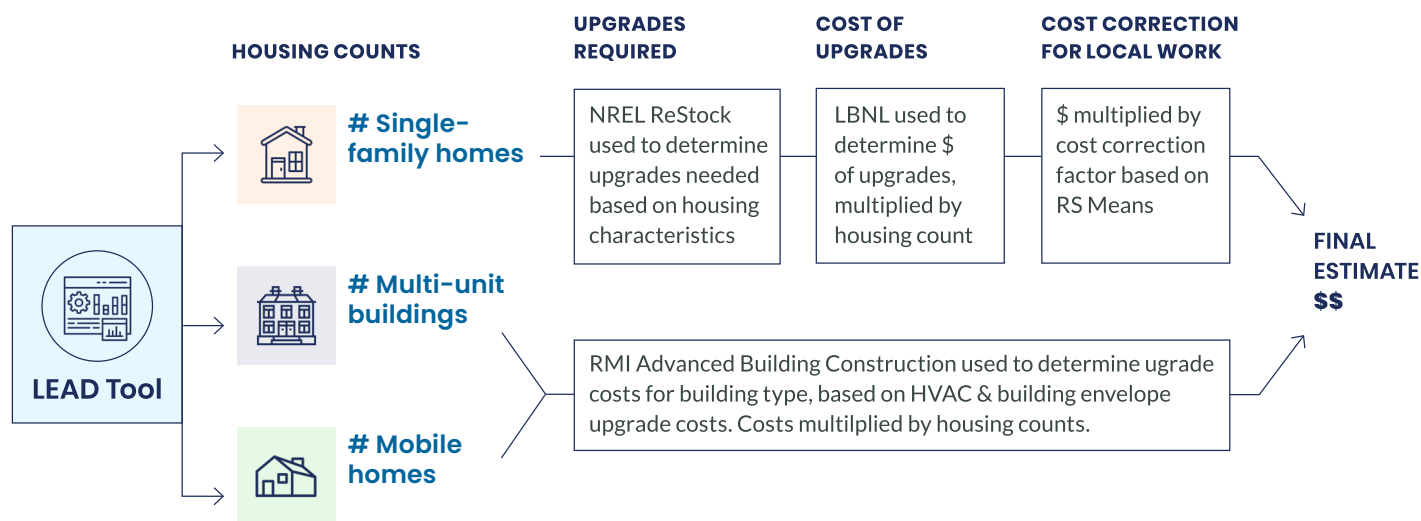 HOUSING COUNTS
UPGRADES
REQUIRED
COST OF
UPGRADES
COST CORRECTION
FOR LOCAL WORK
LEAD Tool
# Single-
family homes
NREL ReStock
used to determine
upgrades needed
based on housing
characteristics
LBNL used to
determine $
of upgrades,
multiplied by
housing count
$ multiplied by
cost correction
factor based on
RS Means
# Multi-unit
buildings
# Mobile
homes
RMI Advanced Building Construction used to determine ugrade
costs for building type, based on HVAC & building envelope
upgrade costs. Costs multilplied by housing counts.
FINAL
ESTIMATE
$$